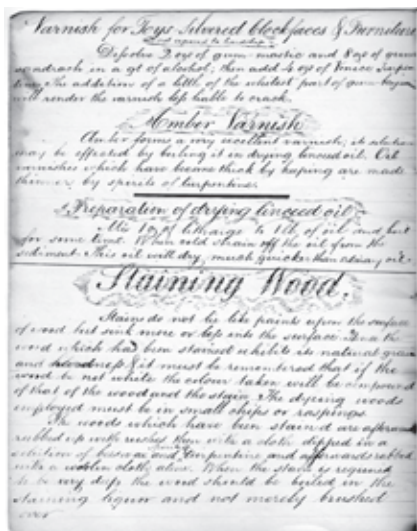 Varnish for Toys Silvered Clockfaces & Furniture
not exposed to hardship
Dissolve 2 ozs of gum mastic and 8 ozs of gum
sandrach in a qt of alcohol; then add 4 ozs of Venice Turpen
tine. The addition of a little of the whitest part of gum benzoin
will render the varnish less liable to crack.
Amber Varnish
Amber forms a very excellent varnish; its solution
may be effected by boiling it in drying linseed oil. Oil
varnishes which have become thick by keeping are made
thinner by spirits of turpentine.
Preparation of drying linseed oil
Mix 1 oz of litharge to 1 lb of oil and boil
for some time. When cold strain off the oil from the
sediment. This oil will dry much quicker than oil
Staining Wood.
Stains do not lie like paints upon the surface
of wood but sink more or less into the surface. Thus the
wood which had been stained exhibits its natural grain
and hardness & it must be remembered that if the
wood be not white the colour taken will be compound
of that of the wood and the stain. The dyeing woods
employed must be in small chips or raspings.
The woods which have been stained are afterwards
rubbed up with rushes then with a cloth dipped in a
solution of beeswax and turpentine and afterwards rubbed
with a woolen cloth alone. When the stain is required
to be very deep the wood should be boiled in the
staining liquor and not merely brushed
over